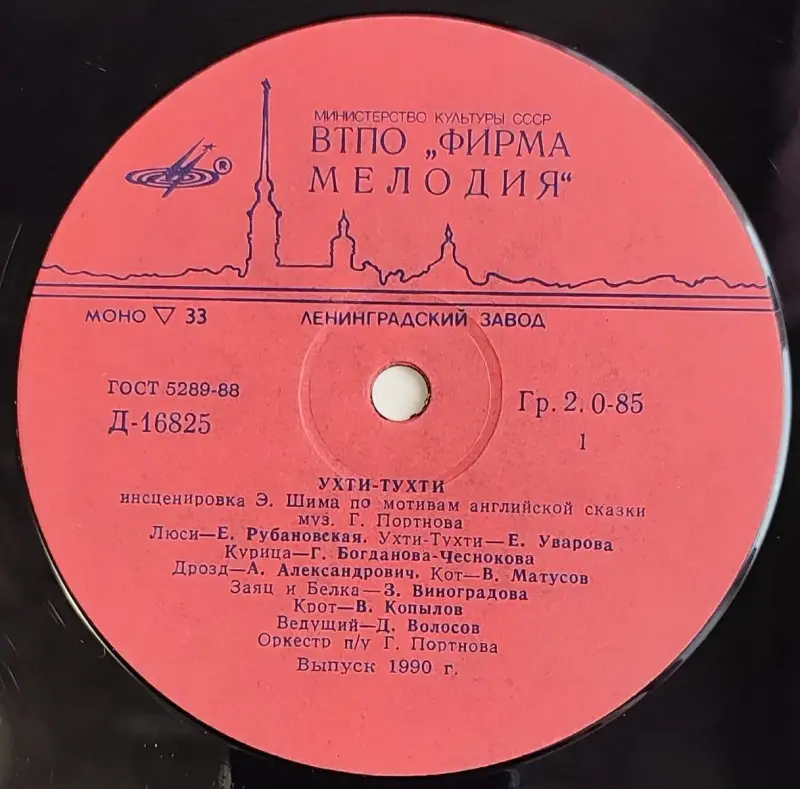 МИНИСТЕРСТВО КУЛЬТУРЫ СССР
ВТПО „ФИРМА
МЕЛОДИЯ“
®
МОНО ▽ 33
ЛЕНИНГРАДСКИЙ ЗАВОД
ГОСТ 5289-88
Д-16825
Гр. 2. 0-85
1
УХТИ-ТУХТИ
инсценировка Э. Шима по мотивам английской сказки
муз. Г. Портнова
Люси—Е. Рубановская. Ухти-Тухти—Е. Уварова
Курица—Г. Богданова-Чеснокова
Дрозд—А. Александрович. Кот—В. Матусов
Заяц и Белка—З. Виноградова
Крот—В. Копылов
Ведущий—Д. Волосов
Оркестр п/у Г. Портнова
Выпуск 1990 г.